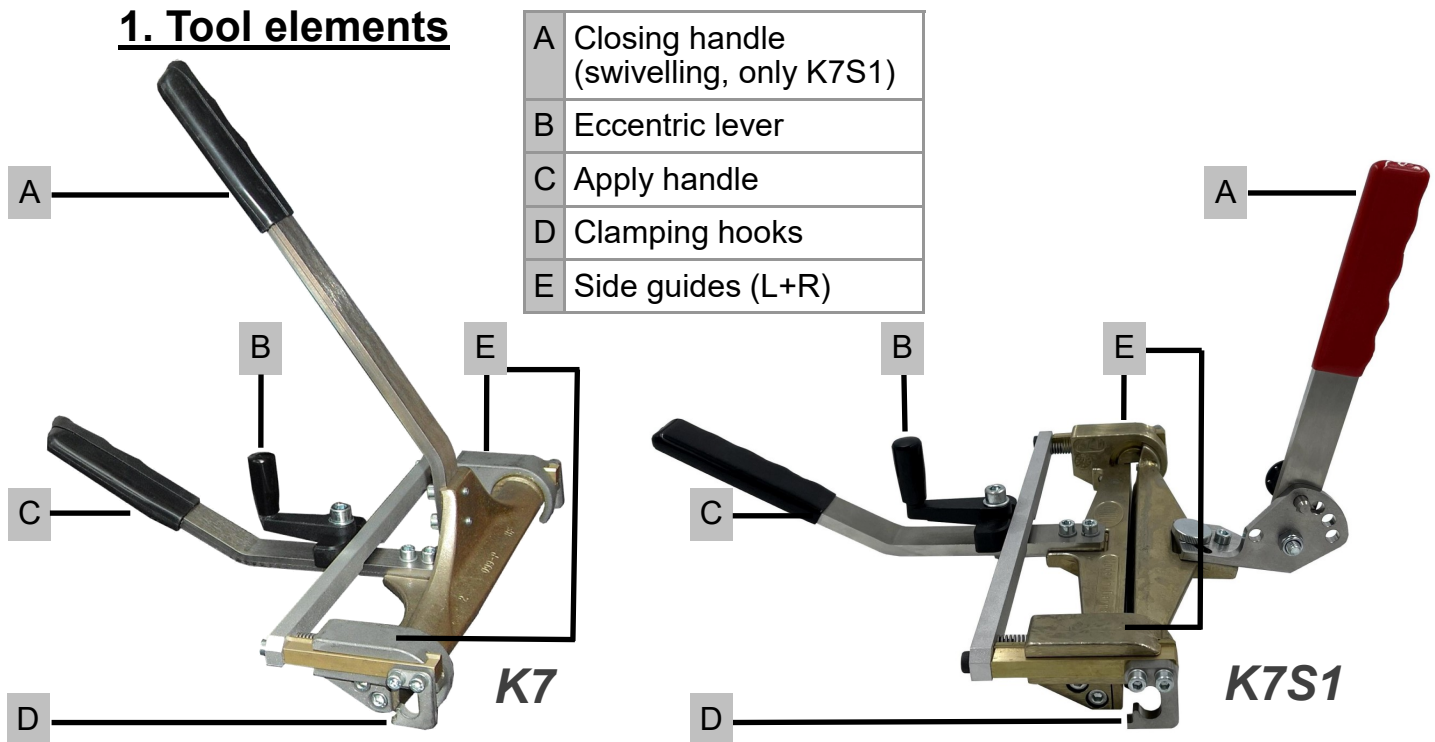 1. Tool elements
A Closing handle
(swivelling, only K7S1)
B Eccentric lever
C Apply handle
D Clamping hooks
E Side guides (L+R)
A
B
E
C
D
K7
A
B
E
C
D
K7S1